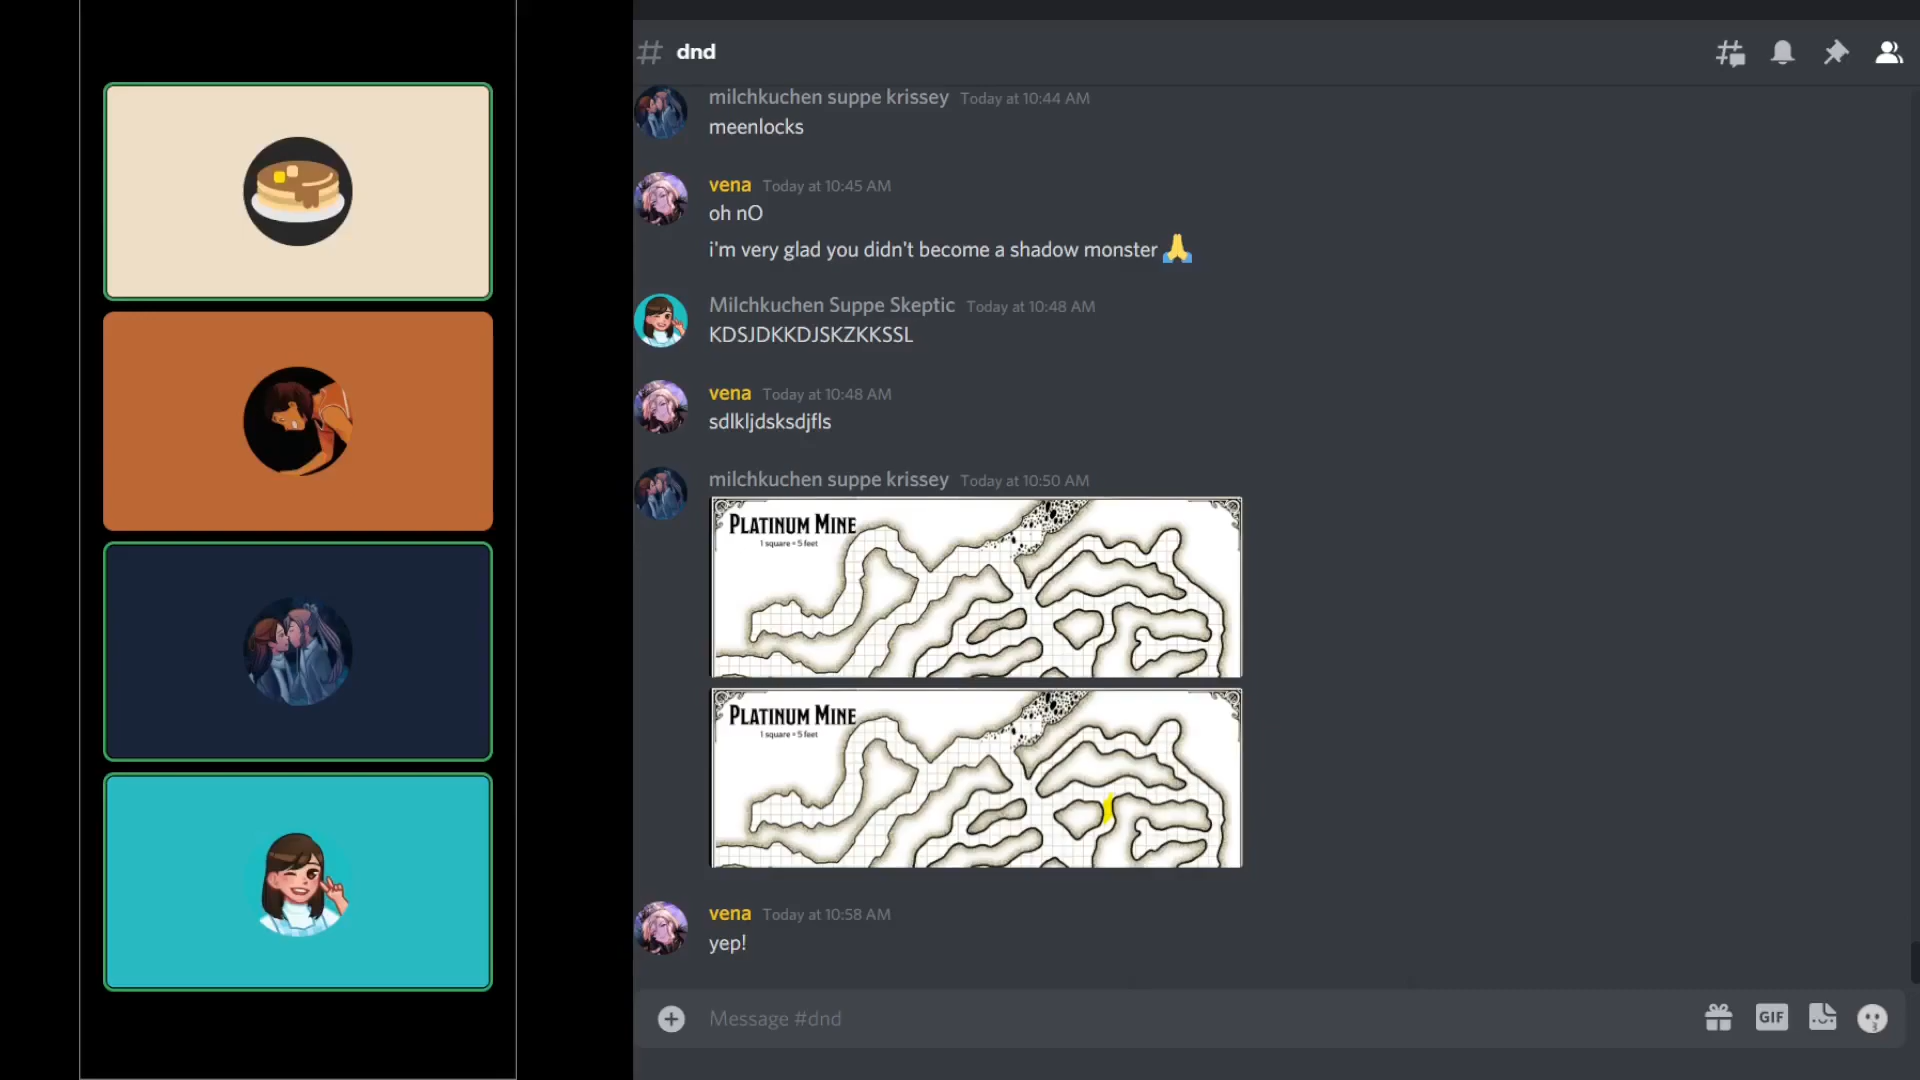 dnd
milchkuchen suppe krissey Today at 10:44 AM
meenlocks
vena Today at 10:45 AM
oh nO
i'm very glad you didn't become a shadow monster 🙏
Milchkuchen Suppe Skeptic Today at 10:48 AM
KDSJDKKDJSKZKKSSL
vena Today at 10:48 AM
sdlkljdsksdjfls
milchkuchen suppe krissey Today at 10:50 AM
PLATINUM MINE
1 square = 5 feet
PLATINUM MINE
1 square = 5 feet
vena Today at 10:58 AM
yep!
Message #dnd
GIF